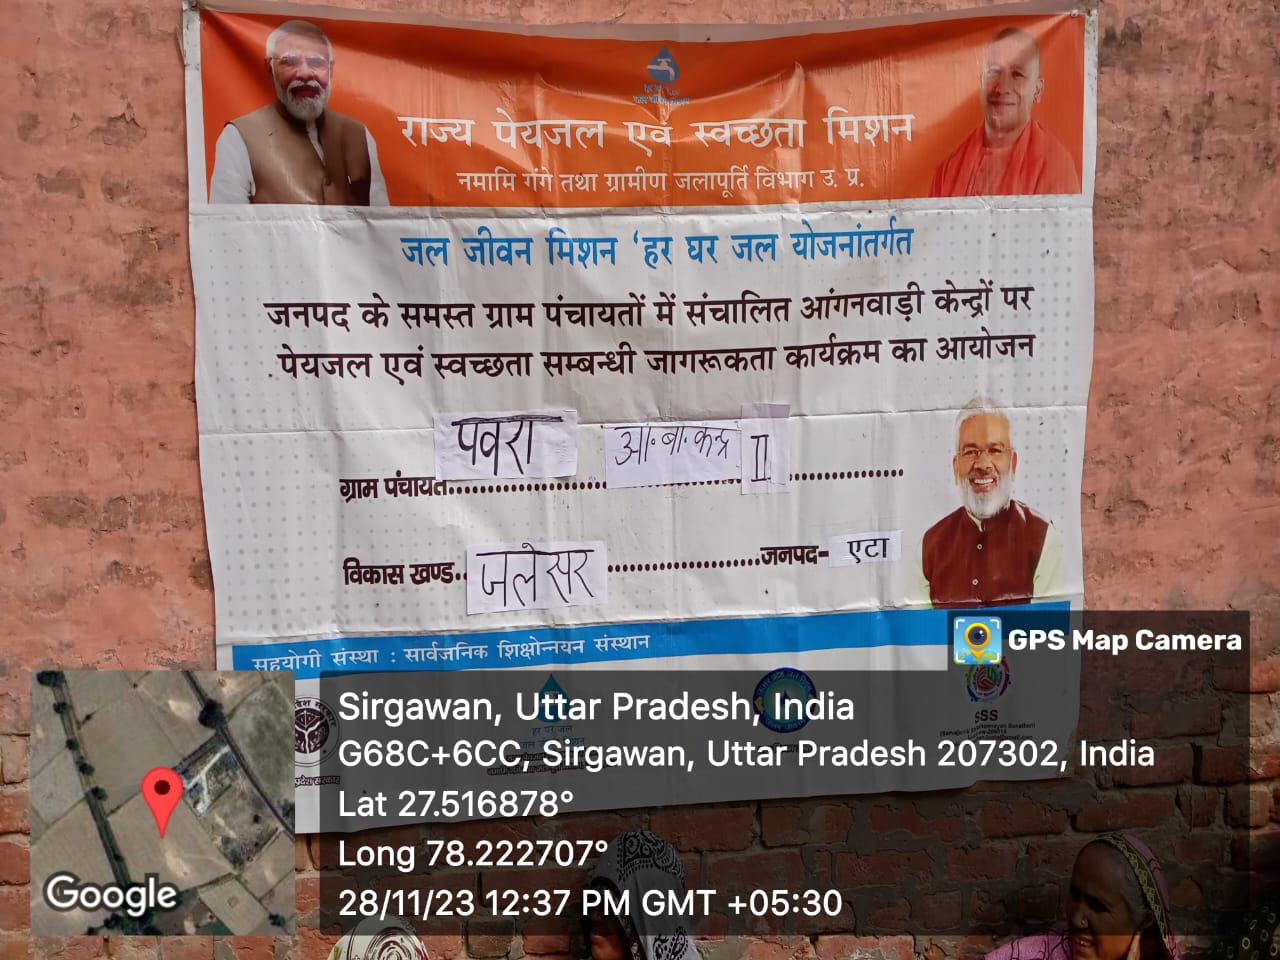 राज्य पेयजल एवं स्वच्छता मिशन
नमामि गंगे तथा ग्रामीण जलापूर्ति विभाग उ. प्र.
जल जीवन मिशन ‘हर घर जल योजनांतर्गत
जनपद के समस्त ग्राम पंचायतों में संचालित आंगनवाड़ी केन्द्रों पर
पेयजल एवं स्वच्छता सम्बन्धी जागरूकता कार्यक्रम का आयोजन
ग्राम पंचायत पवरा आ.बा.केन्द्र II
विकास खण्ड.. जलेसर जनपद- एटा
सहयोगी संस्था : सार्वजनिक शिक्षोन्नयन संस्थान
हर घर जल
SSS
GPS Map Camera
Sirgawan, Uttar Pradesh, India
G68C+6CC, Sirgawan, Uttar Pradesh 207302, India
Lat 27.516878°
Long 78.222707°
28/11/23 12:37 PM GMT +05:30
Google